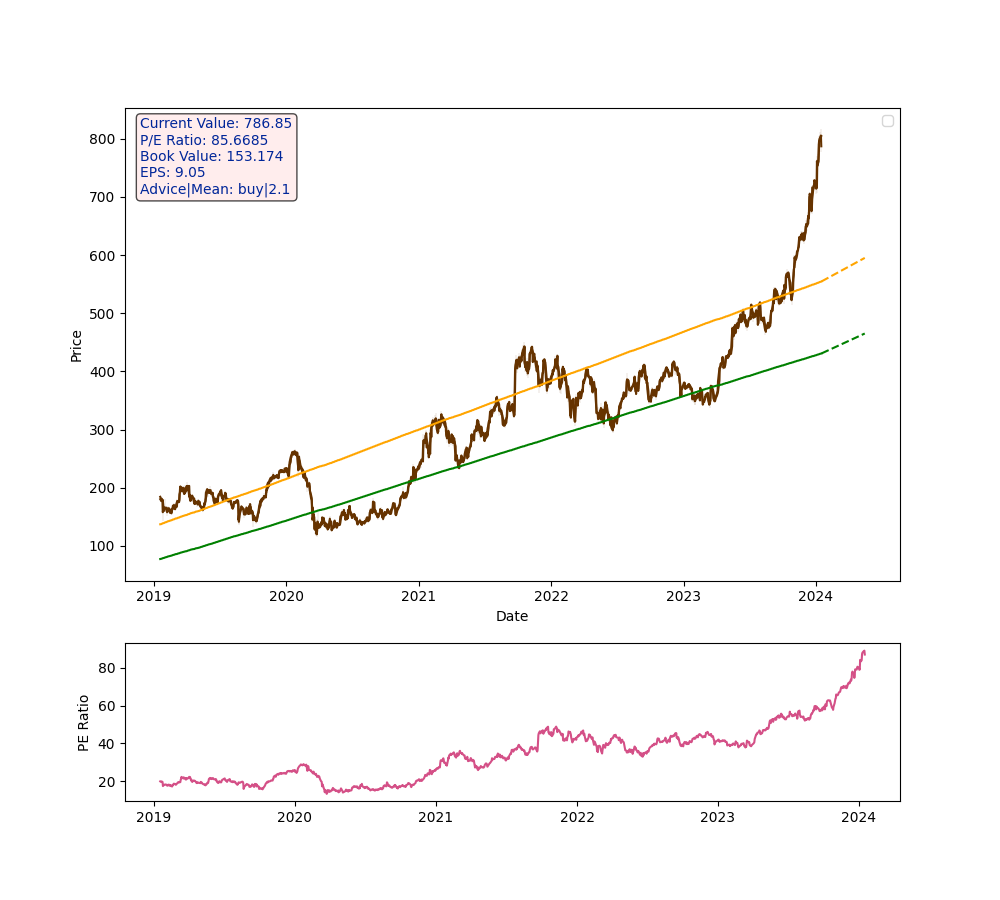 Current Value: 786.85
P/E Ratio: 85.6685
Book Value: 153.174
EPS: 9.05
Advice|Mean: buy|2.1
800
700
600
500
400
300
200
100
Price
2019 2020 2021 2022 2023 2024
Date
80
60
40
20
PE Ratio
2019 2020 2021 2022 2023 2024